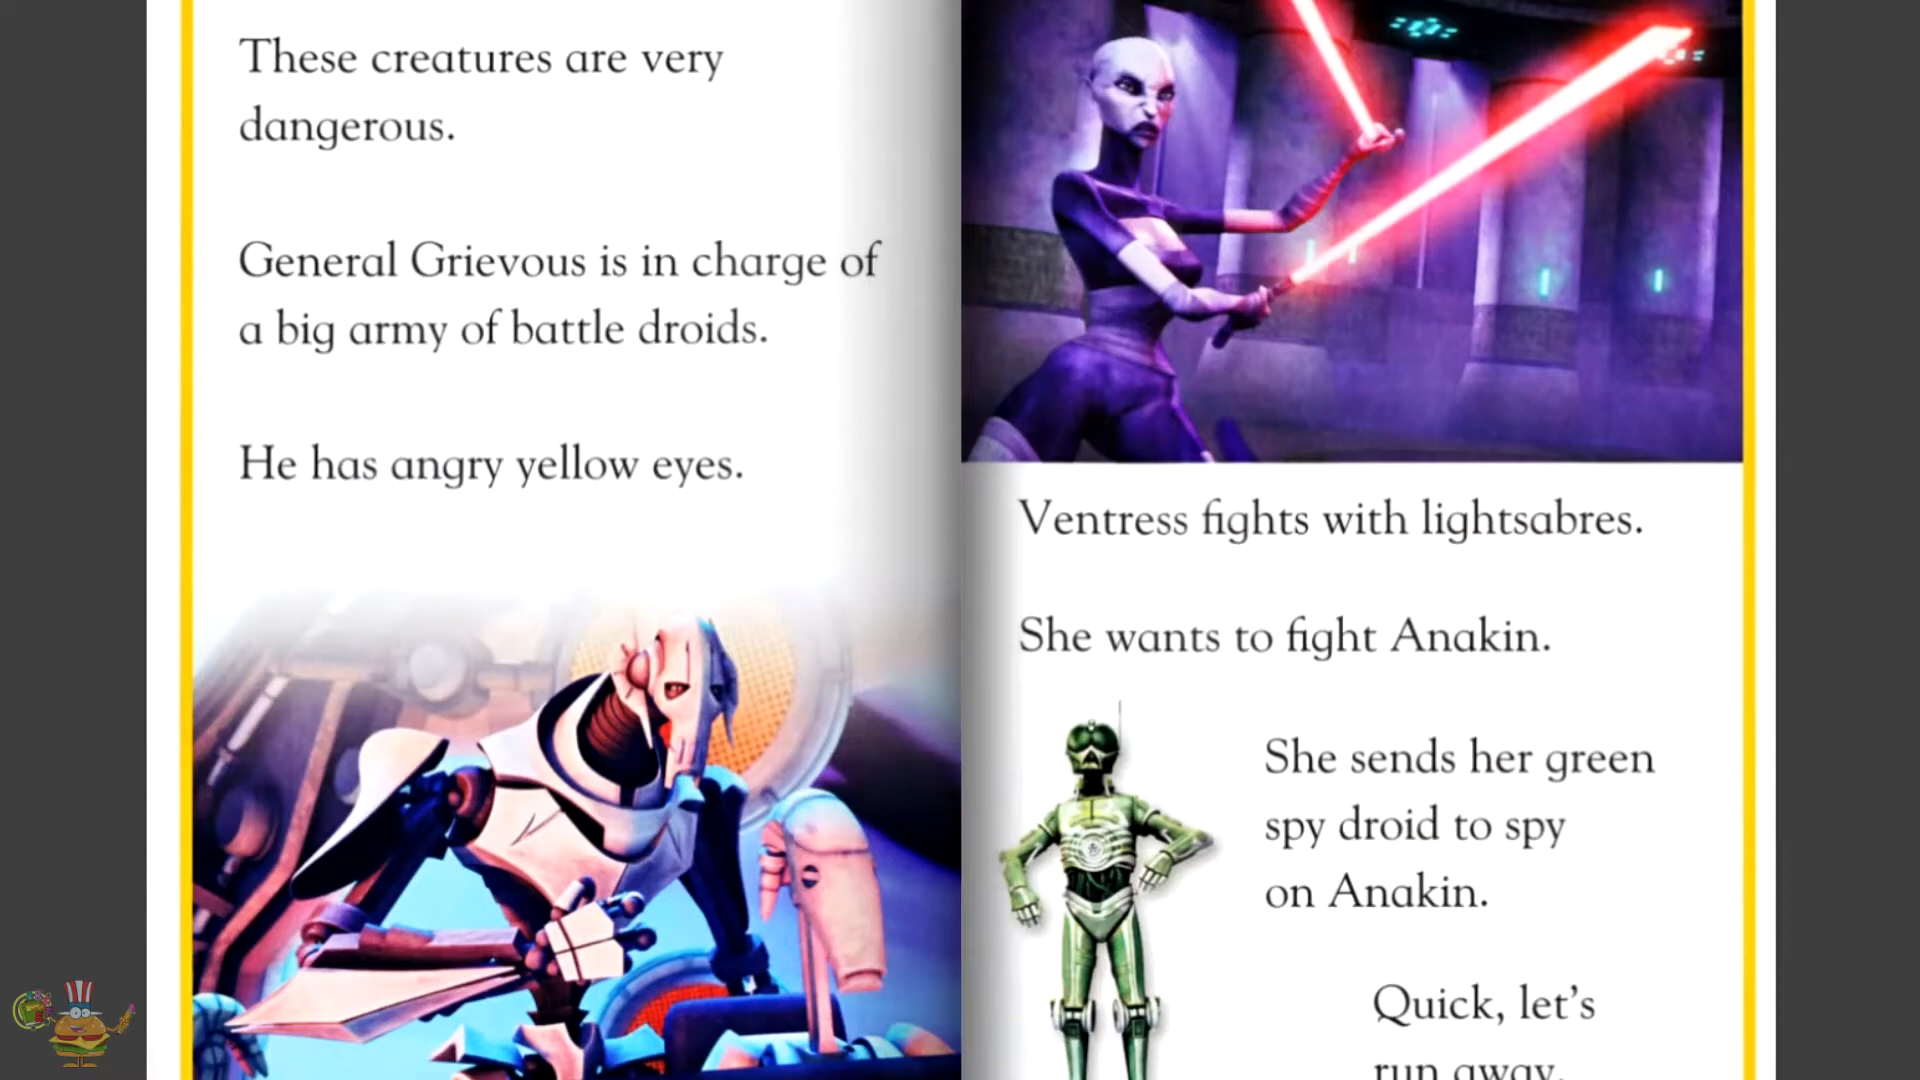 These creatures are very
dangerous.
General Grievous is in charge of
a big army of battle droids.
He has angry yellow eyes.
Ventress fights with lightsabres.
She wants to fight Anakin.
She sends her green
spy droid to spy
on Anakin.
Quick, let's
run away.